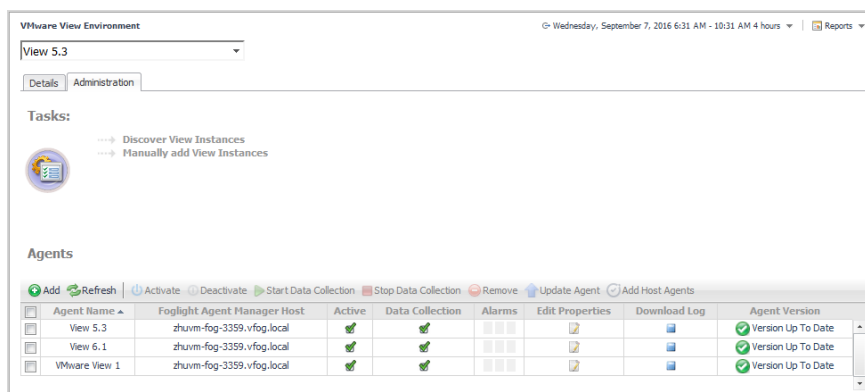 VMware View Environment
Wednesday, September 7, 2016 6:31 AM - 10:31 AM 4 hours
Reports
View 5.3
Details
Administration
Tasks:
Discover View Instances
Manually add View Instances
Agents
Add Refresh Activate Deactivate Start Data Collection Stop Data Collection Remove Update Agent Add Host Agents
Agent Name Foglight Agent Manager Host Active Data Collection Alarms Edit Properties Download Log Agent Version
View 5.3 zhuvm-fog-3359.vfog.local Version Up To Date
View 6.1 zhuvm-fog-3359.vfog.local Version Up To Date
VMware View 1 zhuvm-fog-3359.vfog.local Version Up To Date